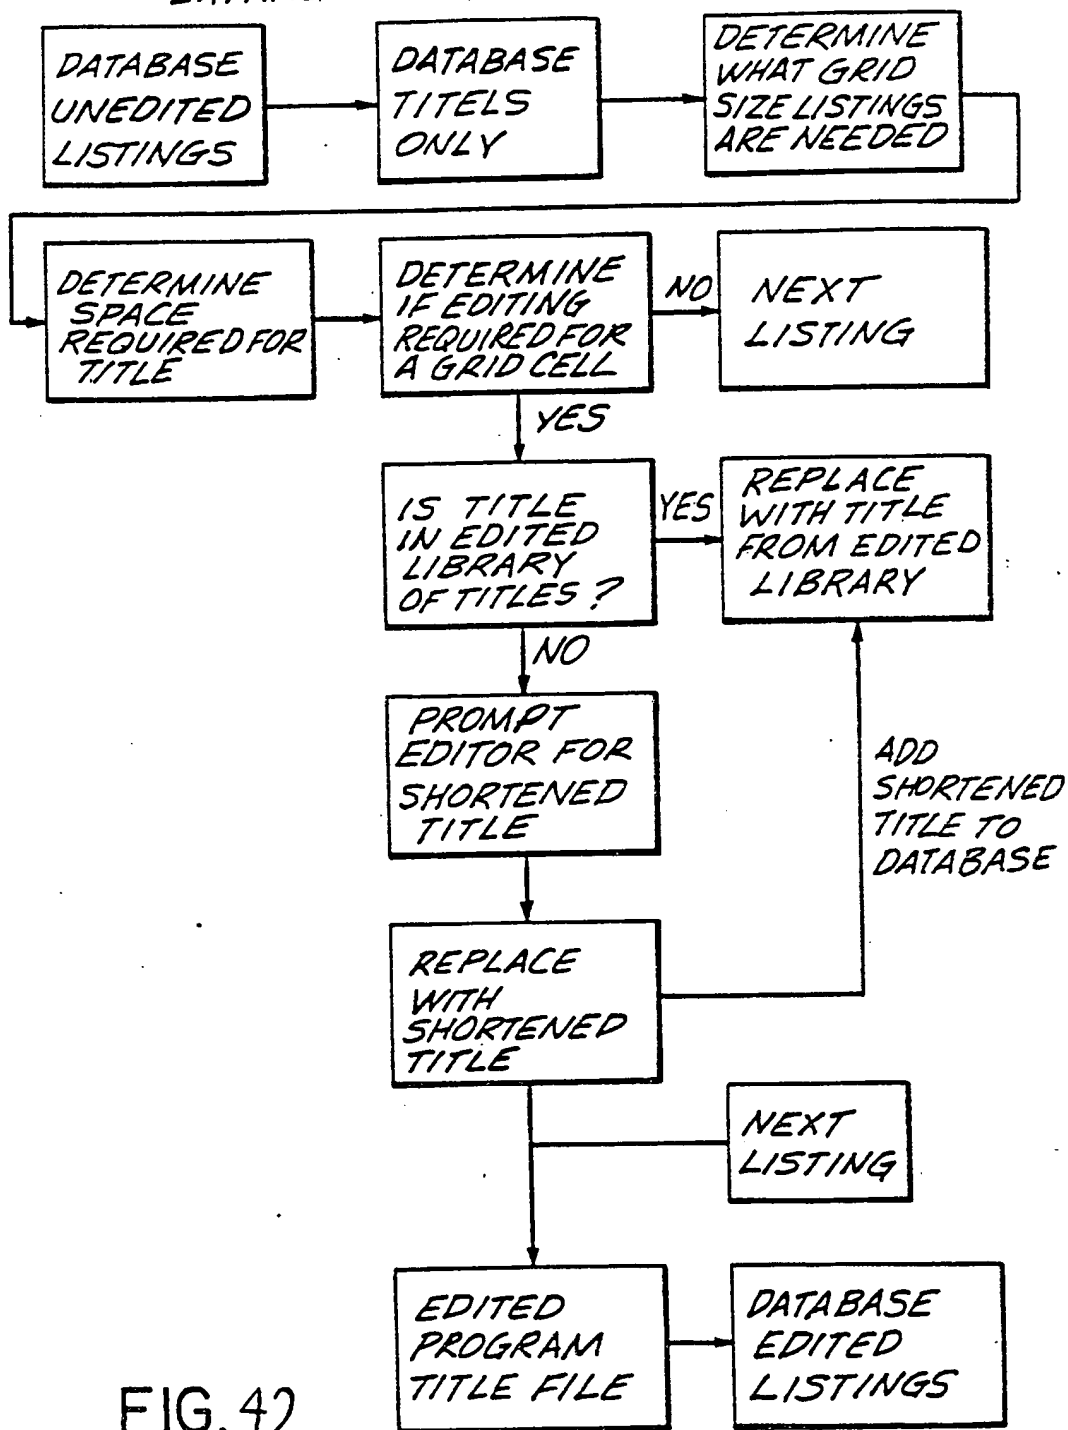 DATABASE
UNEDITED
LISTINGS
DATABASE
TITELS
ONLY
DETERMINE
WHAT GRID
SIZE LISTINGS
ARE NEEDED
DETERMINE
SPACE
REQUIRED FOR
TITLE
DETERMINE
IF EDITING
REQUIRED FOR
A GRID CELL
NO
NEXT
LISTING
YES
IS TITLE
IN EDITED
LIBRARY
OF TITLES?
YES
REPLACE
WITH TITLE
FROM EDITED
LIBRARY
NO
PROMPT
EDITOR FOR
SHORTENED
TITLE
ADD
SHORTENED
TITLE TO
DATABASE
REPLACE
WITH
SHORTENED
TITLE
NEXT
LISTING
EDITED
PROGRAM
TITLE FILE
DATABASE
EDITED
LISTINGS
FIG. 42